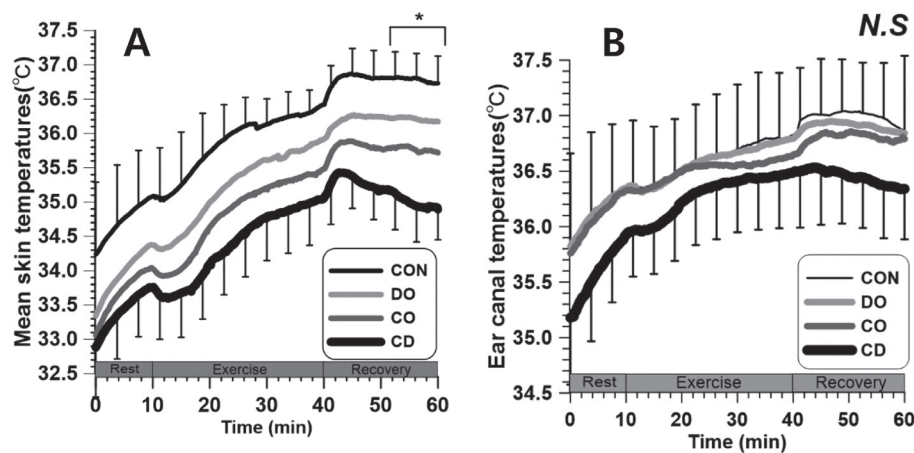 A
*
Mean skin temperatures(℃)
37.5
37.0
36.5
36.0
35.5
35.0
34.5
34.0
33.5
33.0
32.5
CON
DO
CO
CD
Rest Exercise Recovery
0 10 20 30 40 50 60
Time (min)
B
N.S
Ear canal temperatures(℃)
37.5
37.0
36.5
36.0
35.5
35.0
34.5
CON
DO
CO
CD
Rest Exercise Recovery
0 10 20 30 40 50 60
Time (min)